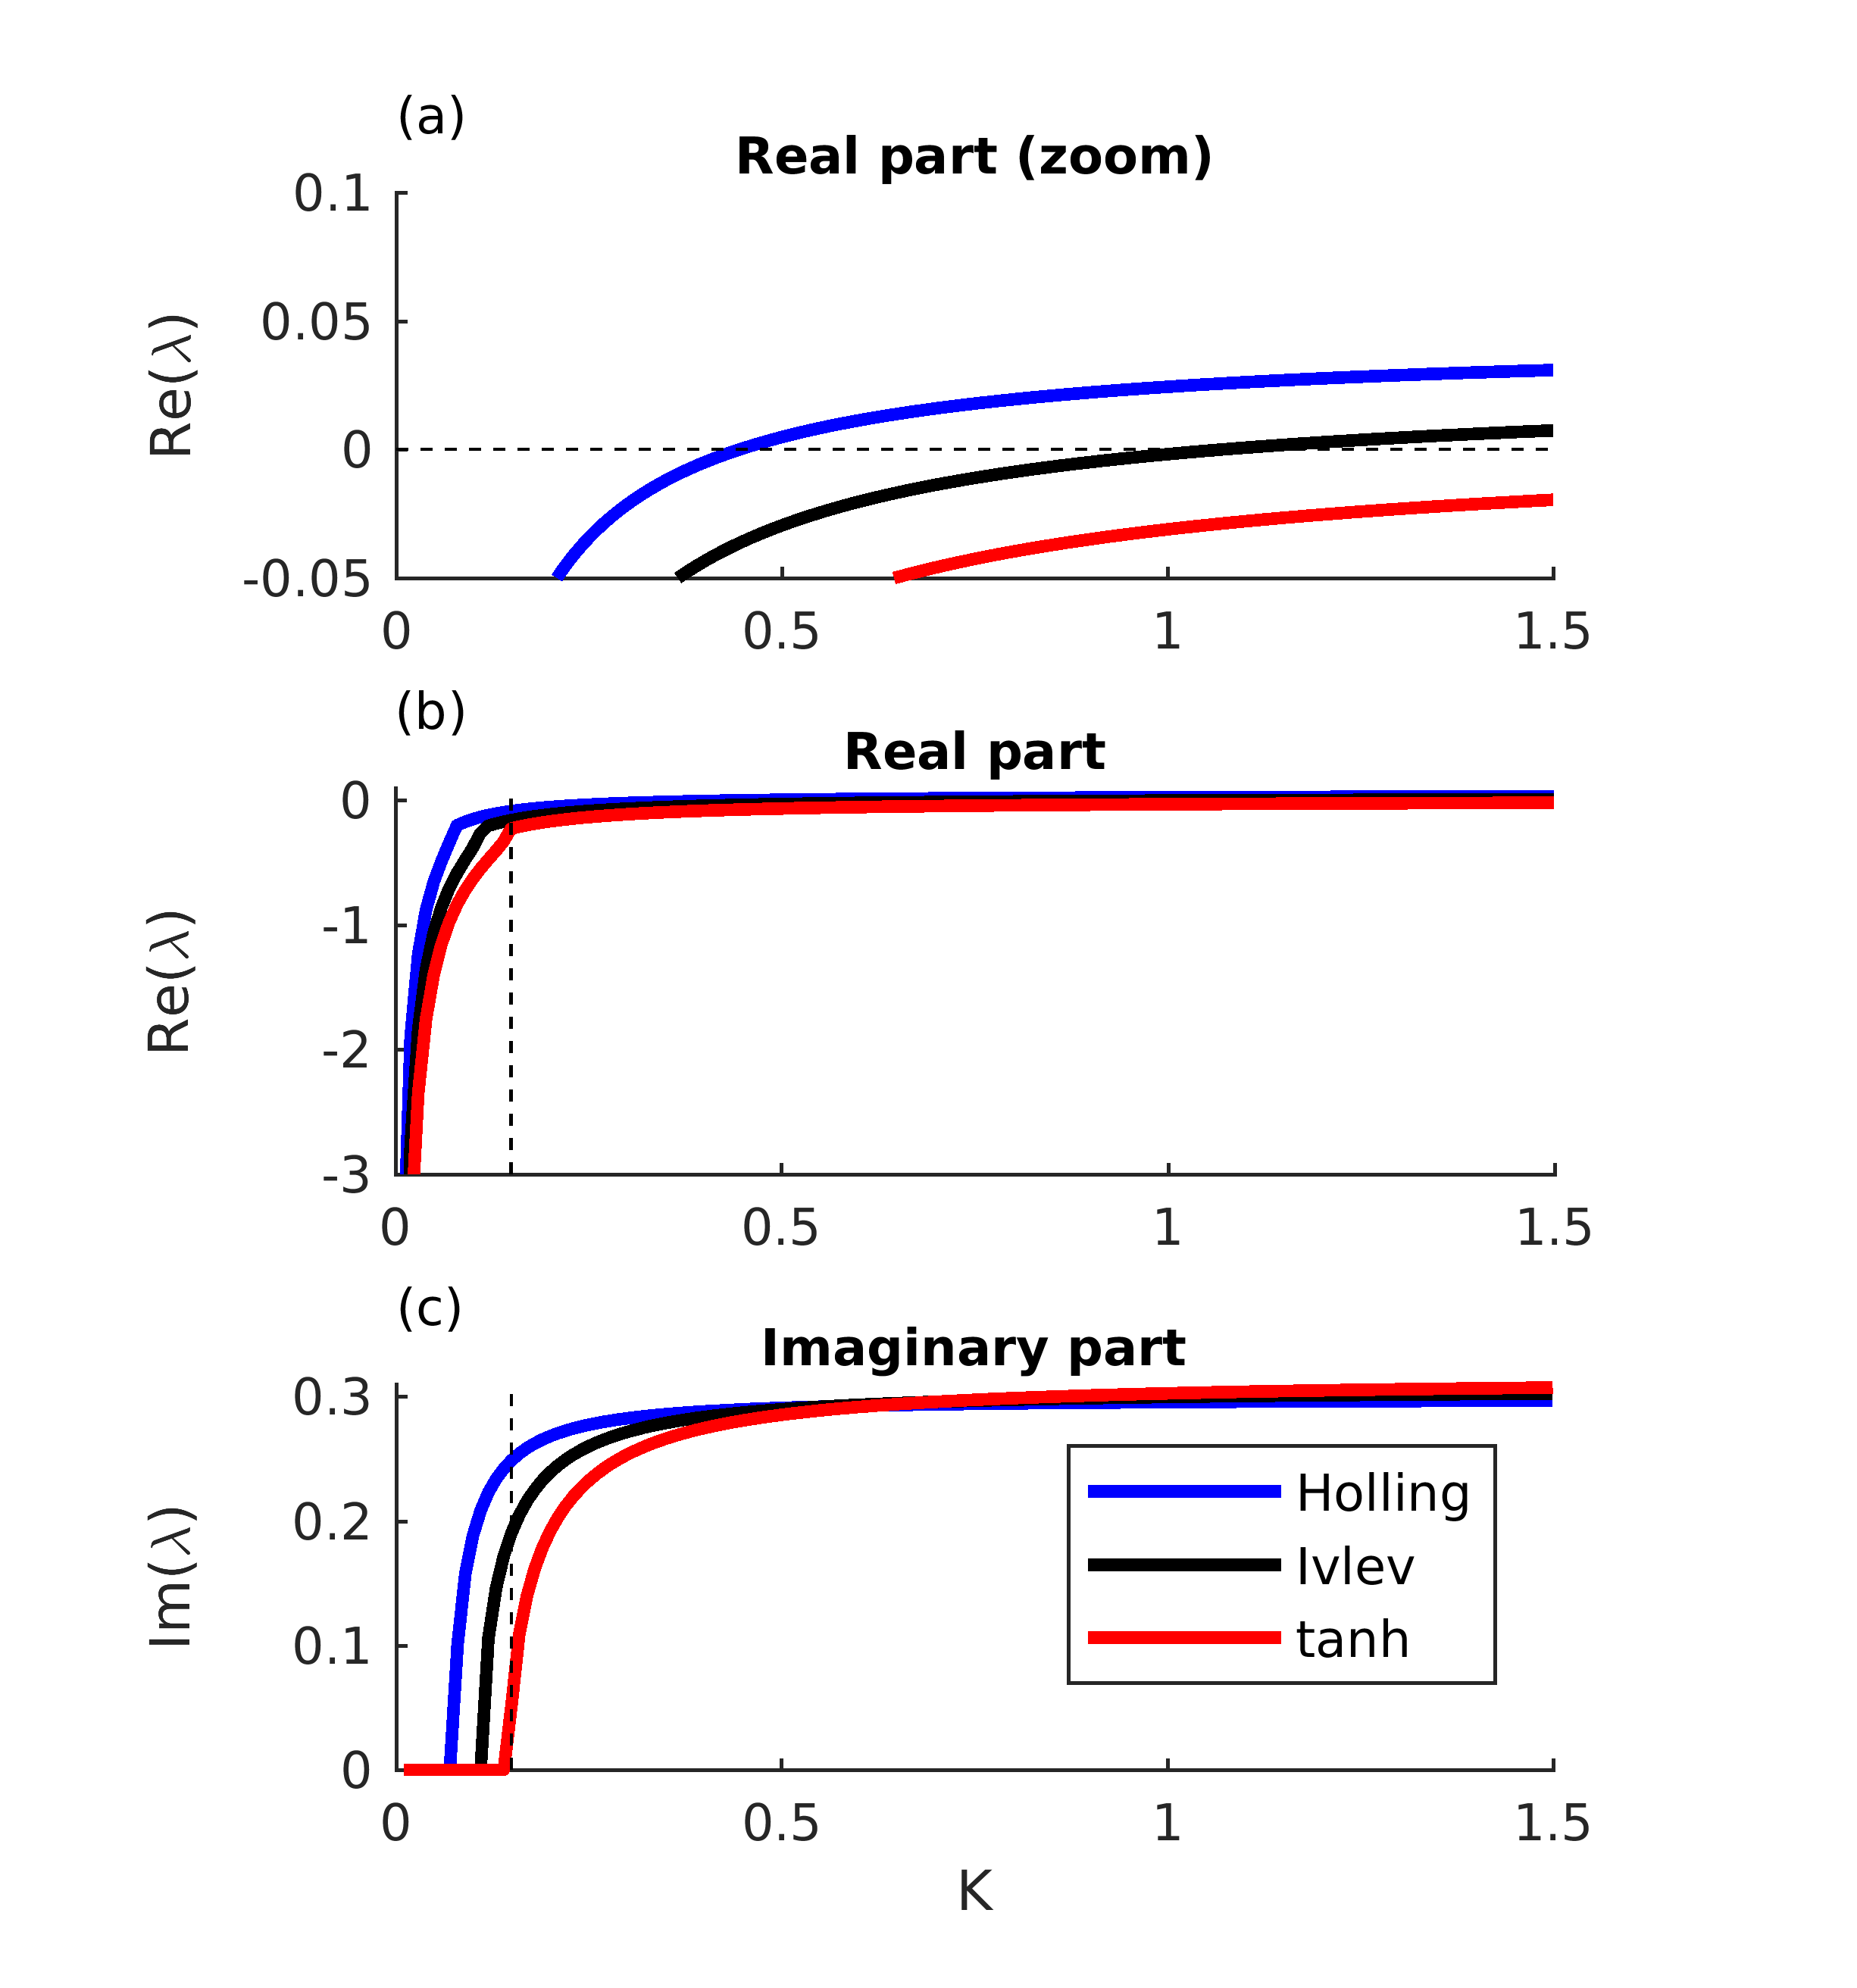 (a)
Real part (zoom)
0.1
0.05
0
-0.05
Re(λ)
0 0.5 1 1.5
(b)
Real part
0
-1
-2
-3
Re(λ)
0 0.5 1 1.5
(c)
Imaginary part
0.3
0.2
0.1
0
Im(λ)
Holling
Ivlev
tanh
0 0.5 1 1.5
K